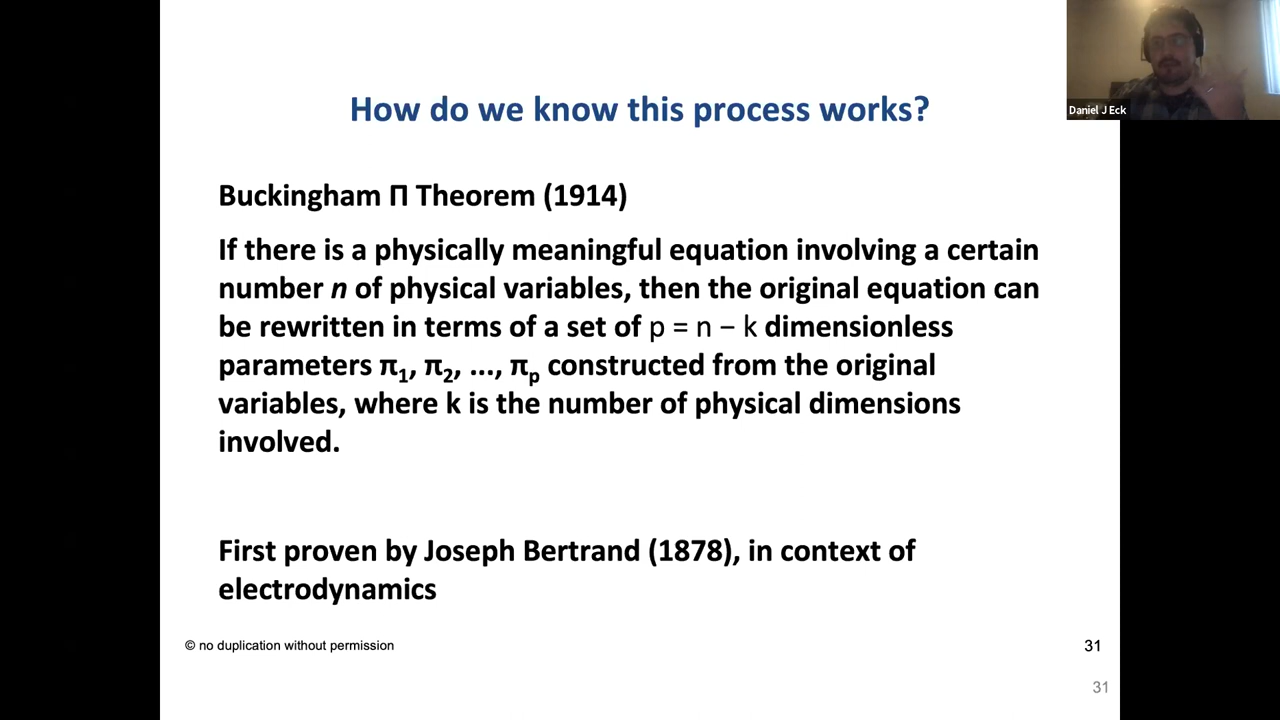 How do we know this process works?
Daniel J Eck
Buckingham Π Theorem (1914)
If there is a physically meaningful equation involving a certain
number n of physical variables, then the original equation can
be rewritten in terms of a set of p = n − k dimensionless
parameters π1, π2, ..., πp constructed from the original
variables, where k is the number of physical dimensions
involved.
First proven by Joseph Bertrand (1878), in context of
electrodynamics
© no duplication without permission
31
31